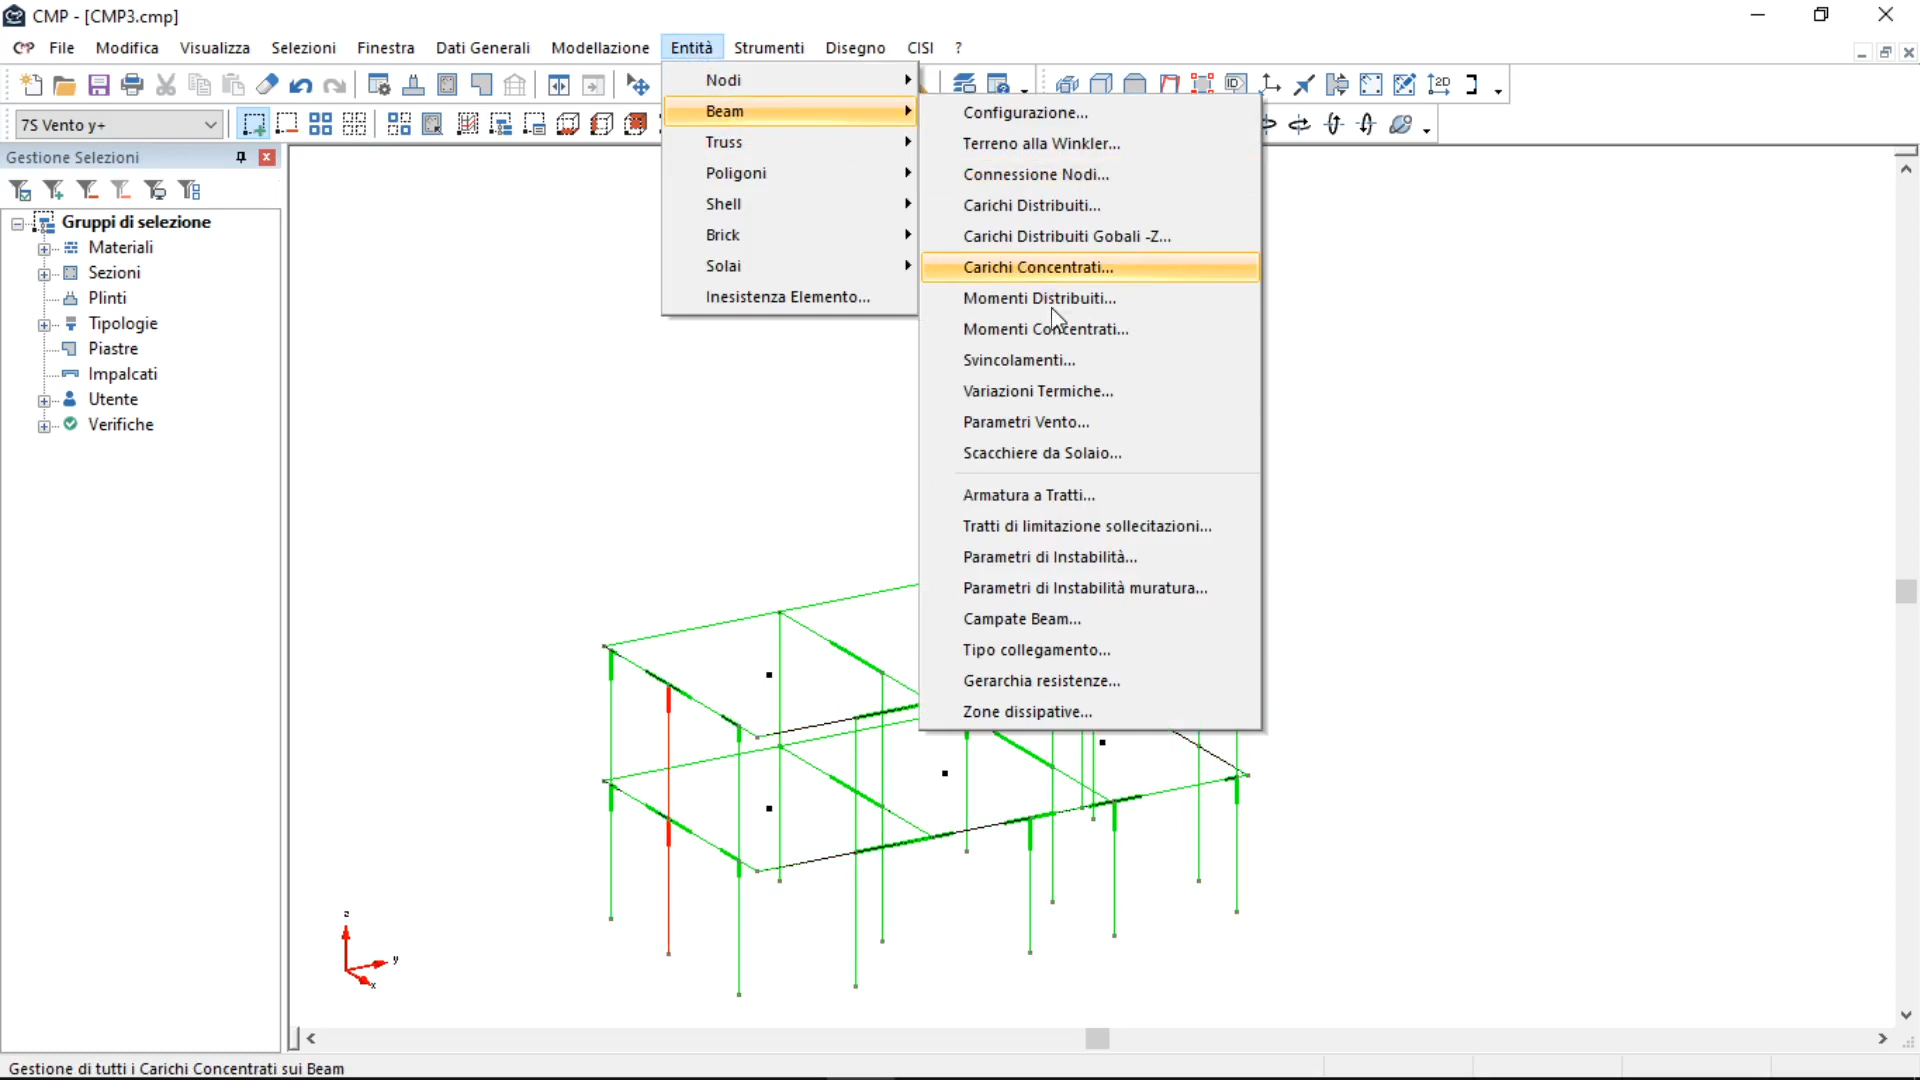 CMP - [CMP3.cmp]
File Modifica Visualizza Selezioni Finestra Dati Generali Modellazione Entità Strumenti Disegno CISI ?
7S Vento y+
Gestione Selezioni
Gruppi di selezione
Materiali
Sezioni
Plinti
Tipologie
Piastre
Impalcati
Utente
Verifiche
Nodi
Beam
Truss
Poligoni
Shell
Brick
Solai
Inesistenza Elemento...
Configurazione...
Terreno alla Winkler...
Connessione Nodi...
Carichi Distribuiti...
Carichi Distribuiti Gobali -Z...
Carichi Concentrati...
Momenti Distribuiti...
Momenti Concentrati...
Svincolamenti...
Variazioni Termiche...
Parametri Vento...
Scacchiere da Solaio...
Armatura a Tratti...
Tratti di limitazione sollecitazioni...
Parametri di Instabilità...
Parametri di Instabilità muratura...
Campate Beam...
Tipo collegamento...
Gerarchia resistenze...
Zone dissipative...
z
y
x
Gestione di tutti i Carichi Concentrati sui Beam